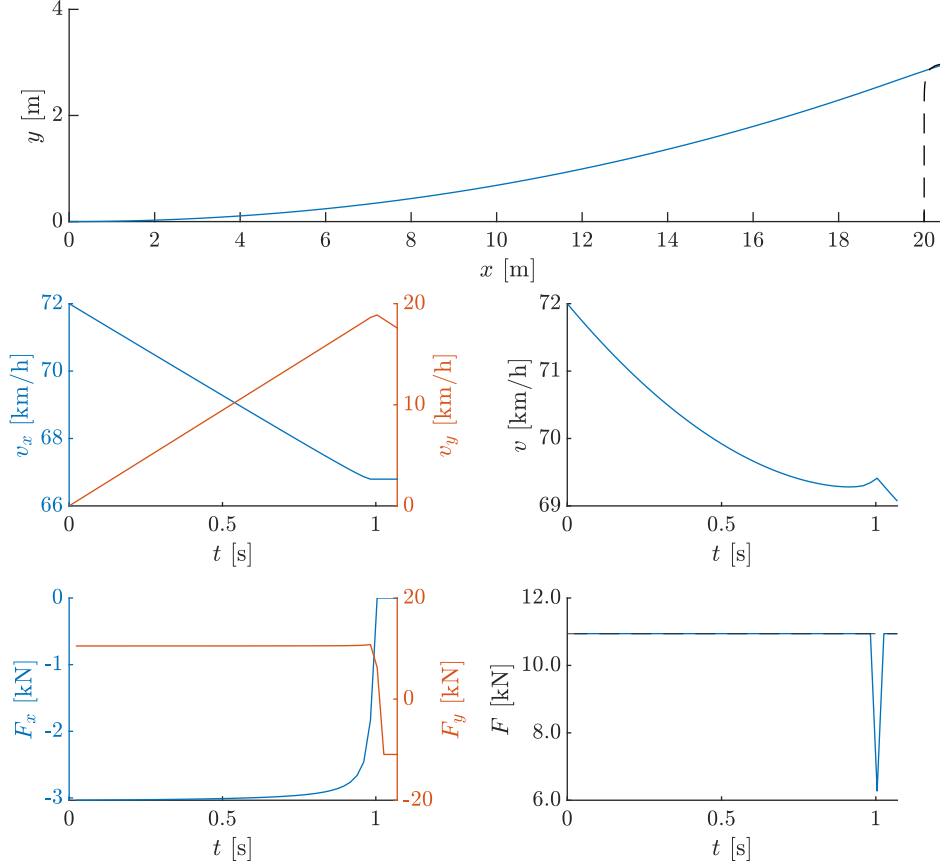 4
2
0
y [m]
0 2 4 6 8 10 12 14 16 18 20
x [m]
72
70
68
66
v_x [km/h]
20
10
0
v_y [km/h]
0 0.5 1
t [s]
72
71
70
69
v [km/h]
0 0.5 1
t [s]
0
-1
-2
-3
F_x [kN]
20
0
-20
F_y [kN]
0 0.5 1
t [s]
12.0
10.0
8.0
6.0
F [kN]
0 0.5 1
t [s]